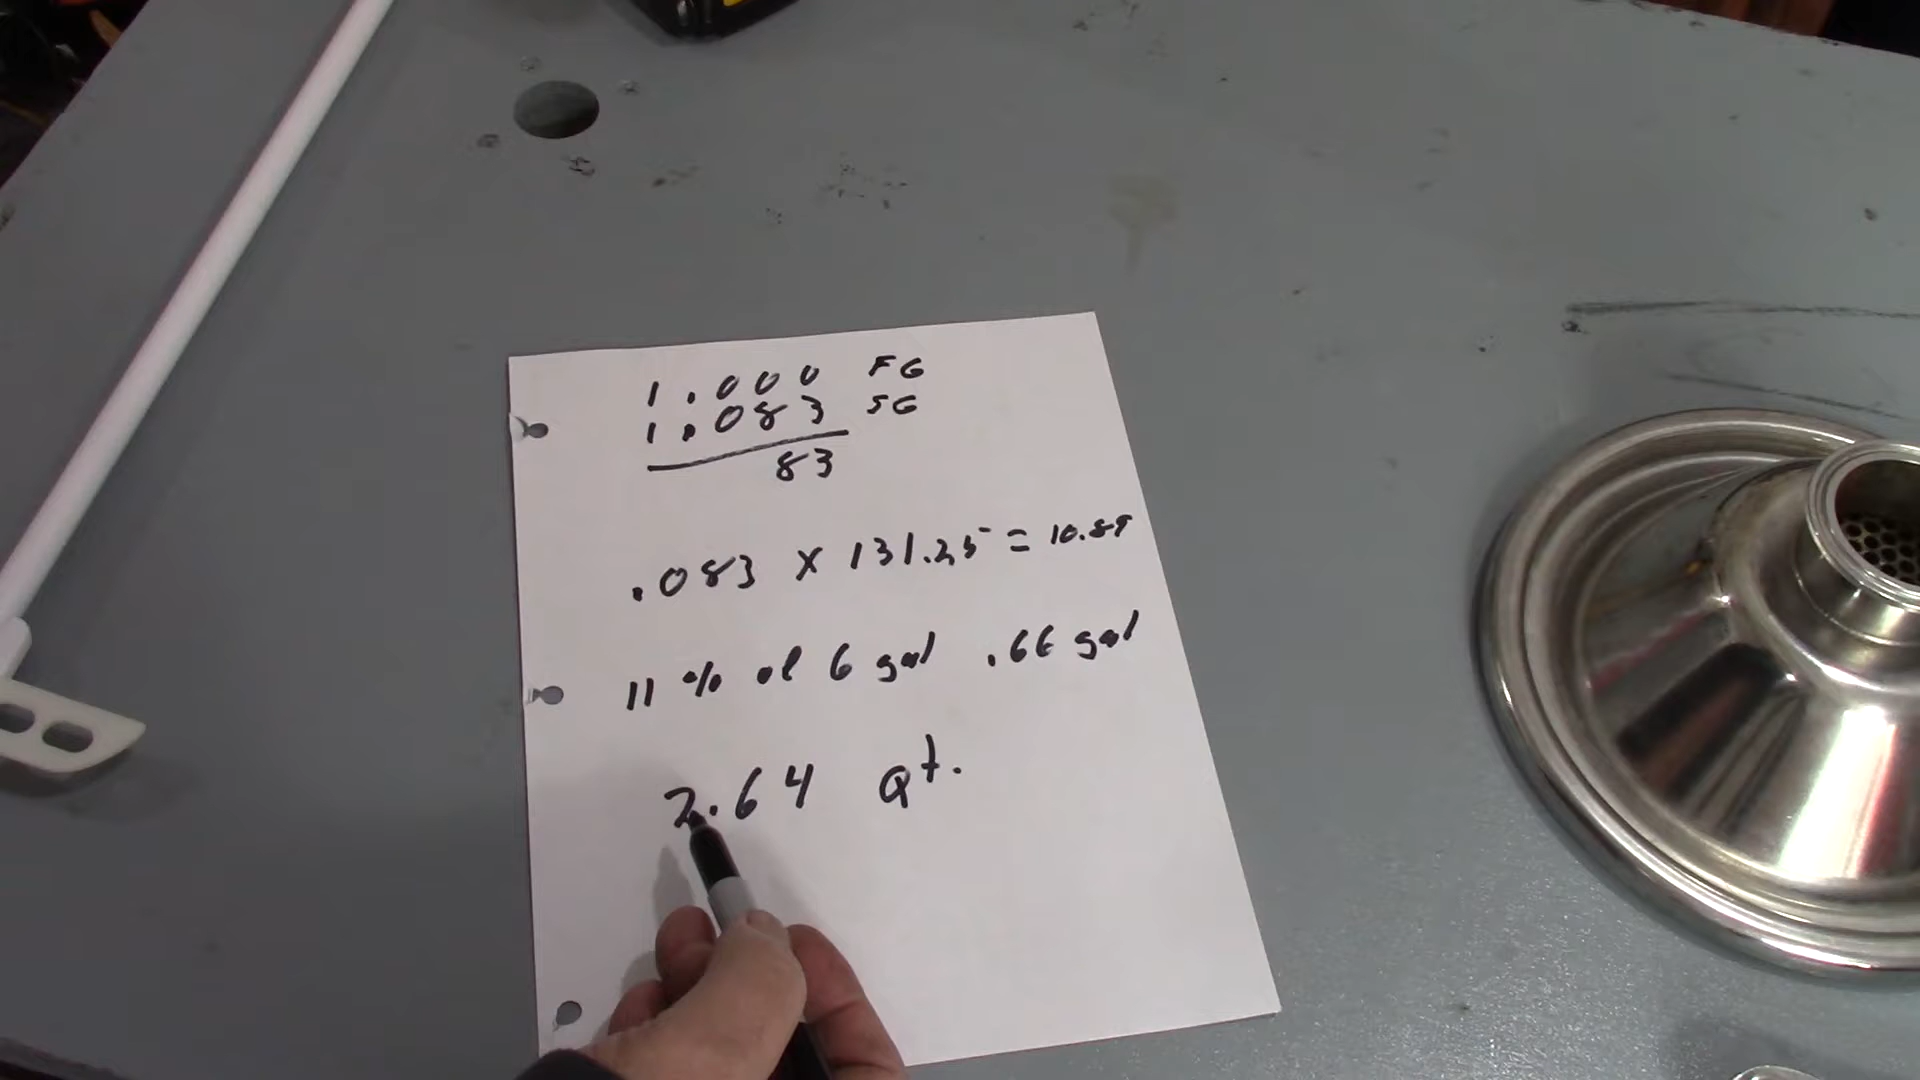 1.000 FG
1.083 SG
83
.083 x 131.25 = 10.89
11 % of 6 gal .66 gal
2.64 Qt.